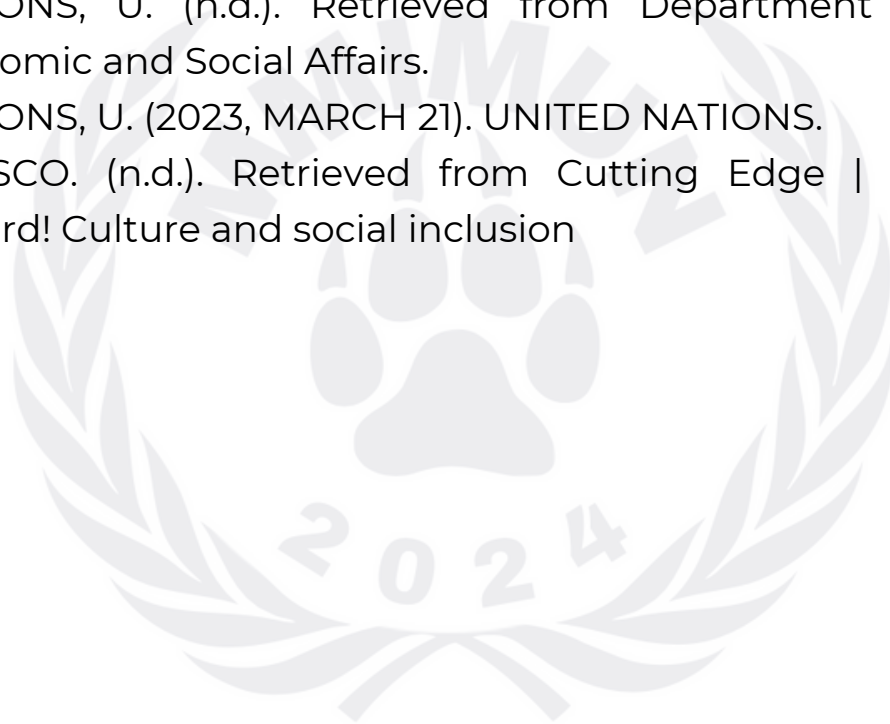 ONS, U. (n.d.). Retrieved from Department
omic and Social Affairs.
ONS, U. (2023, MARCH 21). UNITED NATIONS.
SCO. (n.d.). Retrieved from Cutting Edge |
rd! Culture and social inclusion
2024